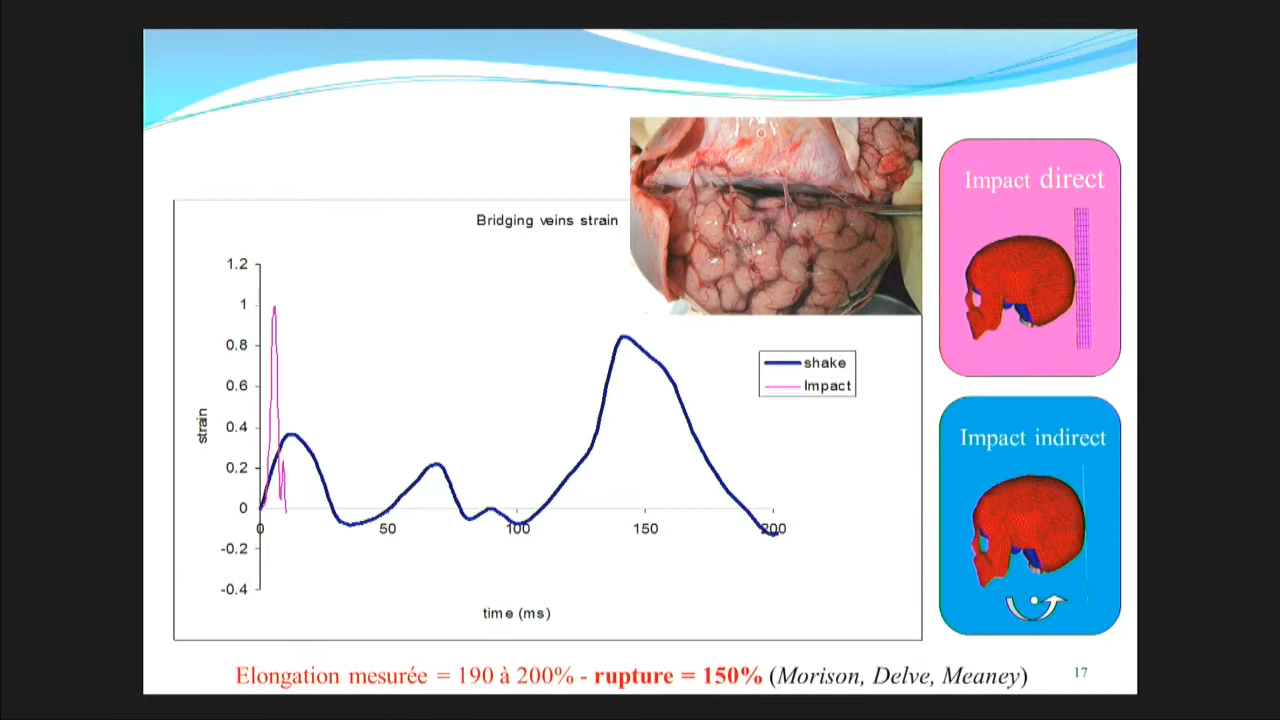 Bridging veins strain
1.2
1
0.8
0.6
0.4
0.2
0
-0.2
-0.4
strain
0
50
100
150
200
time (ms)
shake
Impact
Impact direct
Impact indirect
Elongation mesurée = 190 à 200% - rupture = 150% (Morison, Delve, Meaney)
17